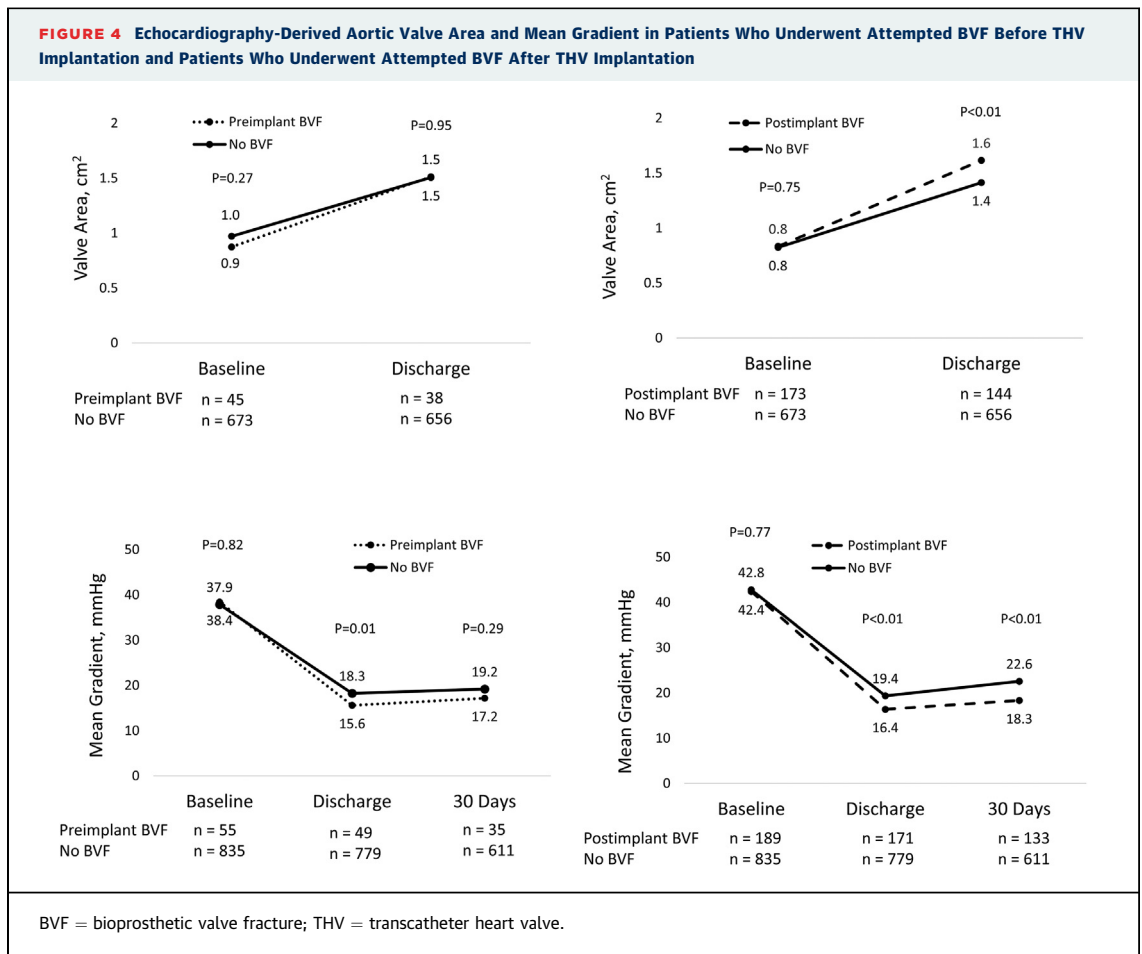 FIGURE 4 Echocardiography-Derived Aortic Valve Area and Mean Gradient in Patients Who Underwent Attempted BVF Before THV
Implantation and Patients Who Underwent Attempted BVF After THV Implantation
Valve Area, cm²
2
1.5
1
0.5
0
Preimplant BVF
No BVF
P=0.27
P=0.95
1.0
0.9
1.5
1.5
Baseline Discharge
Preimplant BVF n = 45 n = 38
No BVF n = 673 n = 656
Valve Area, cm²
2
1.5
1
0.5
0
Postimplant BVF
No BVF
P=0.75
P<0.01
0.8
0.8
1.6
1.4
Baseline Discharge
Postimplant BVF n = 173 n = 144
No BVF n = 673 n = 656
Mean Gradient, mmHg
50
40
30
20
10
0
Preimplant BVF
No BVF
P=0.82
P=0.01
P=0.29
37.9
38.4
18.3
15.6
19.2
17.2
Baseline Discharge 30 Days
Preimplant BVF n = 55 n = 49 n = 35
No BVF n = 835 n = 779 n = 611
Mean Gradient, mmHg
50
40
30
20
10
0
Postimplant BVF
No BVF
P=0.77
P<0.01
P<0.01
42.8
42.4
19.4
16.4
22.6
18.3
Baseline Discharge 30 Days
Postimplant BVF n = 189 n = 171 n = 133
No BVF n = 835 n = 779 n = 611
BVF = bioprosthetic valve fracture; THV = transcatheter heart valve.